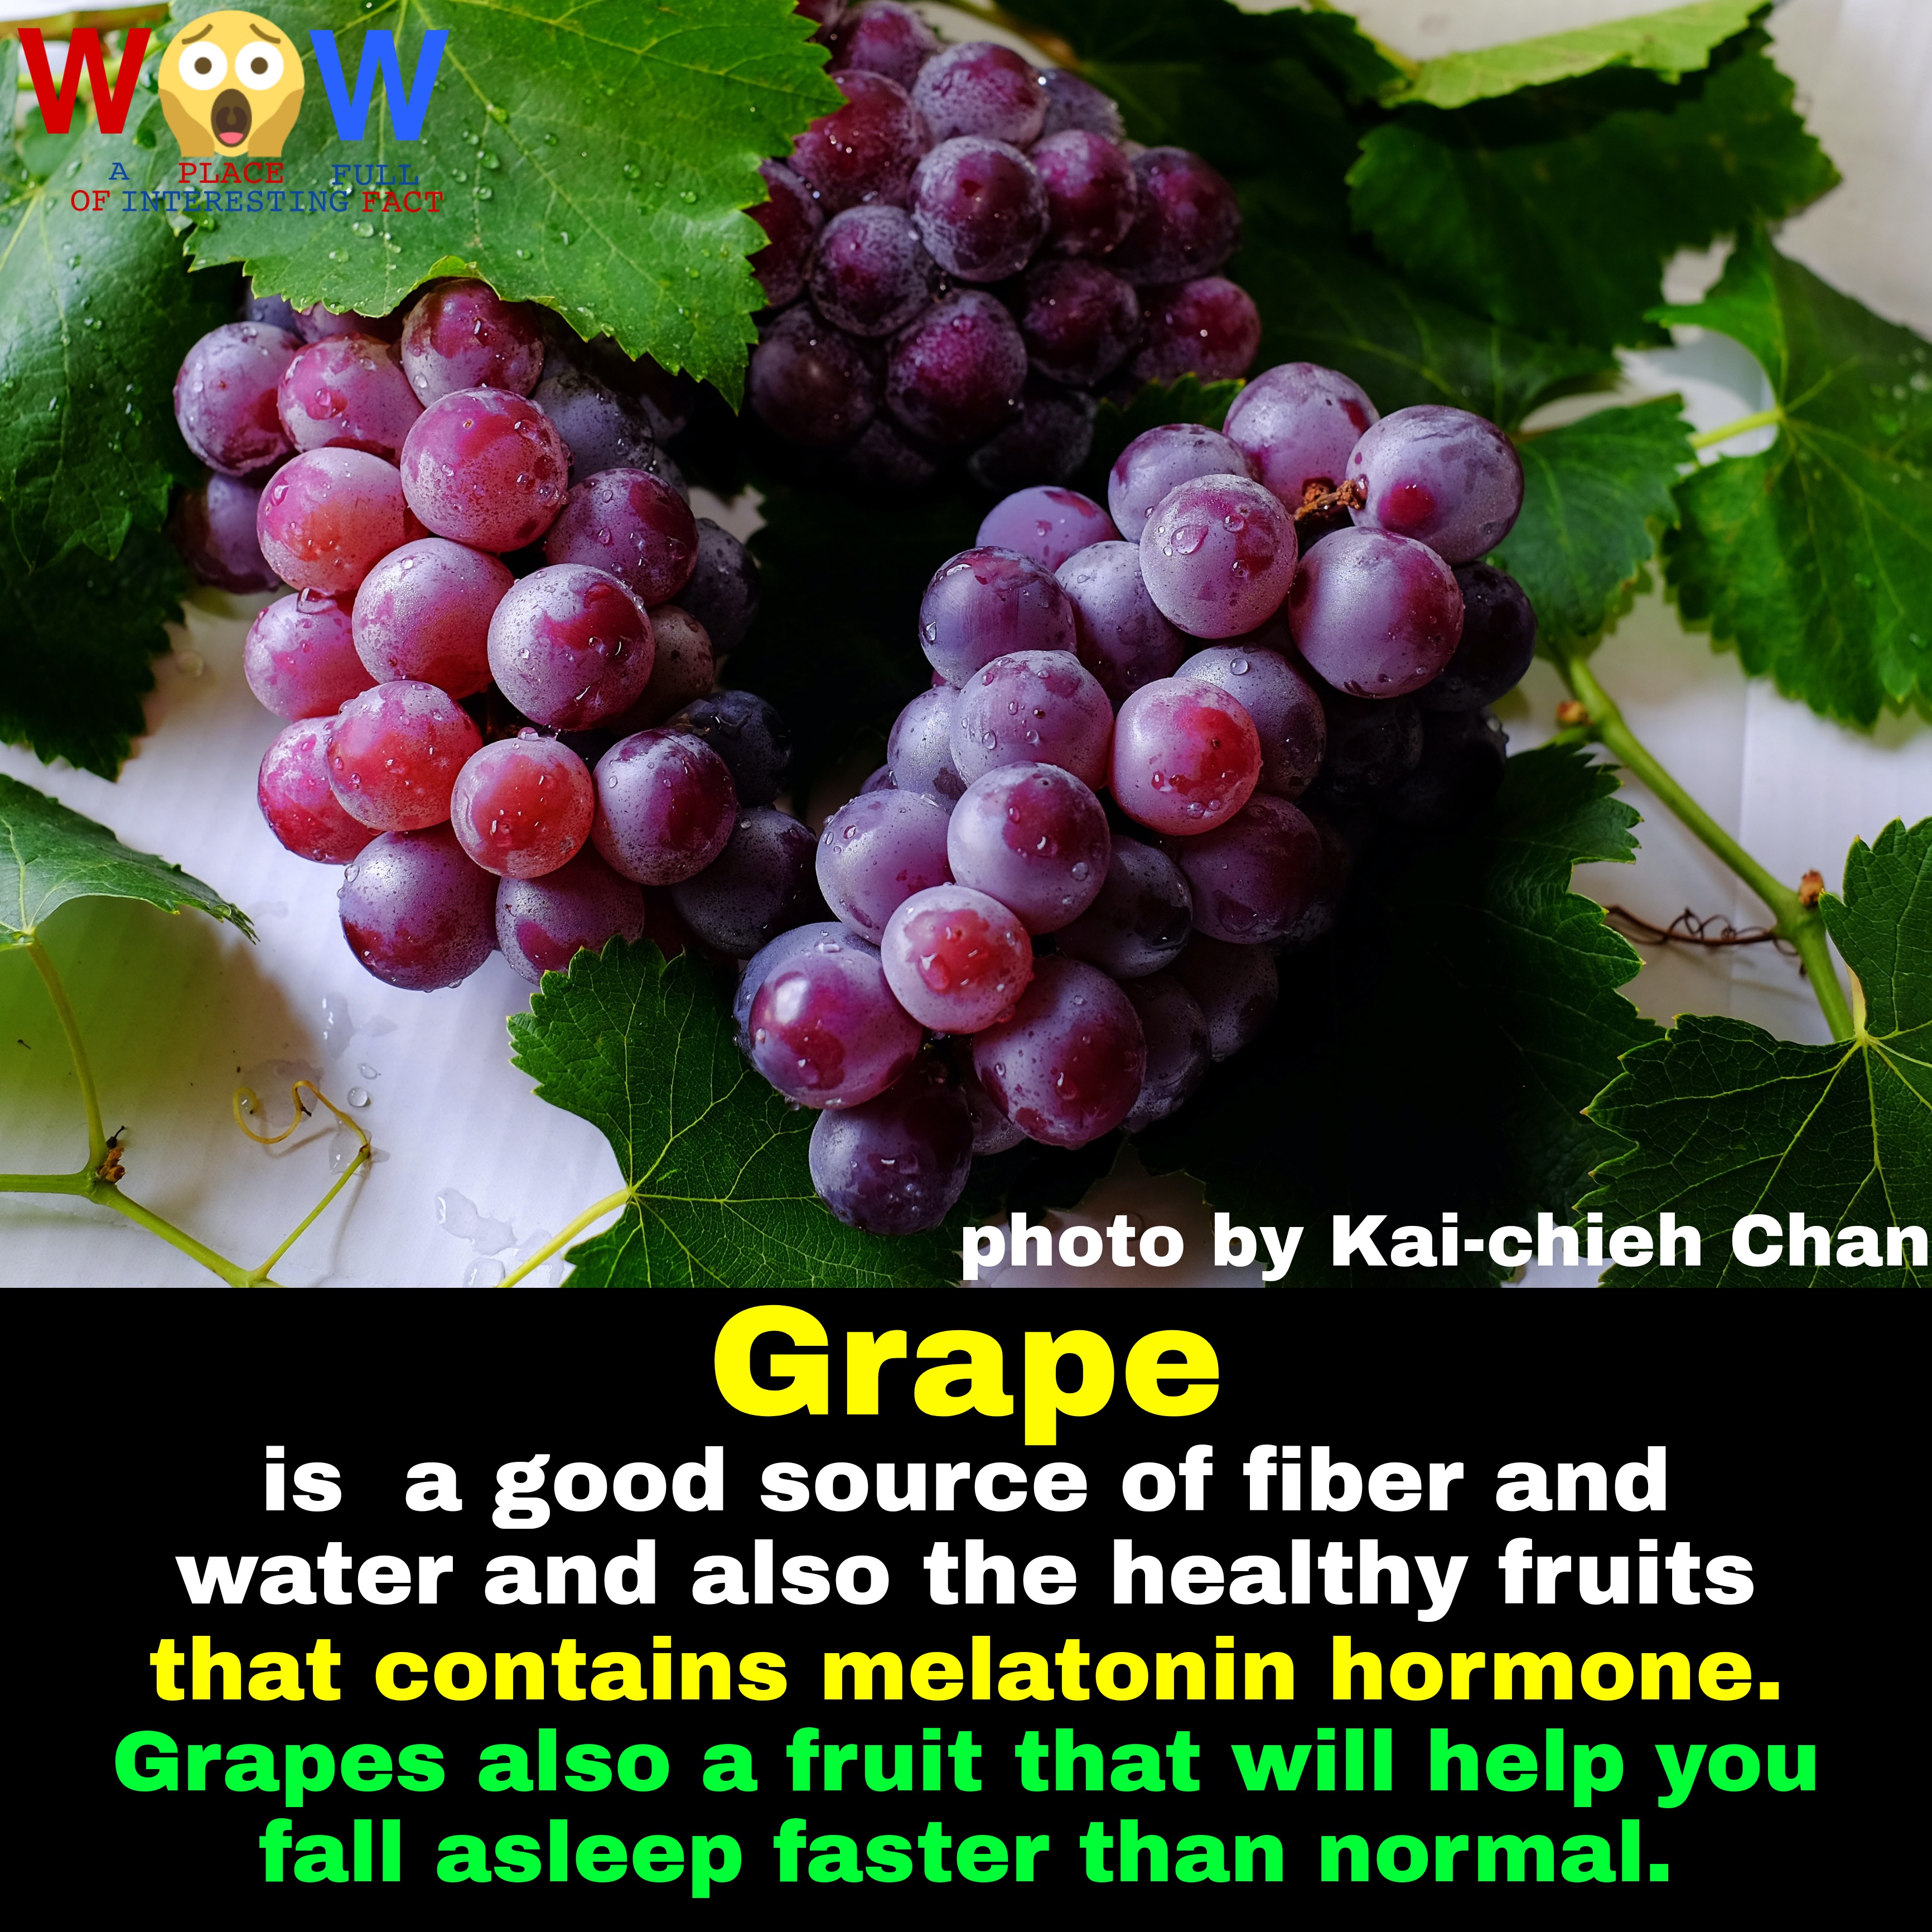 W😱W
A PLACE FULL
OF INTERESTING FACT
photo by Kai-chieh Chan
Grape
is a good source of fiber and
water and also the healthy fruits
that contains melatonin hormone.
Grapes also a fruit that will help you
fall asleep faster than normal.